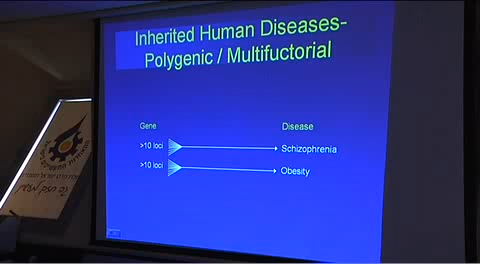 Inherited Human Diseases-
Polygenic / Multifuctorial
Gene
Disease
>10 loci
Schizophrenia
>10 loci
Obesity